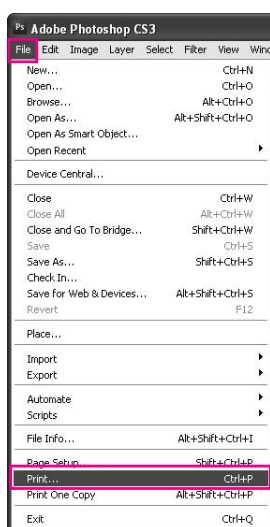 Ps Adobe Photoshop CS3
File Edit Image Layer Select Filter View
New... Ctrl+N
Open... Ctrl+O
Browse... Alt+Ctrl+O
Open As... Alt+Shift+Ctrl+O
Open As Smart Object...
Open Recent
Device Central...
Close Ctrl+W
Close All Alt+Ctrl+W
Close and Go To Bridge... Shift+Ctrl+W
Save Ctrl+S
Save As... Shift+Ctrl+S
Check In...
Save for Web & Devices... Alt+Shift+Ctrl+S
Revert F12
Place...
Import
Export
Automate
Scripts
File Info... Alt+Shift+Ctrl+I
Page Setup... Shift+Ctrl+P
Print... Ctrl+P
Print One Copy Alt+Shift+Ctrl+P
Exit Ctrl+Q